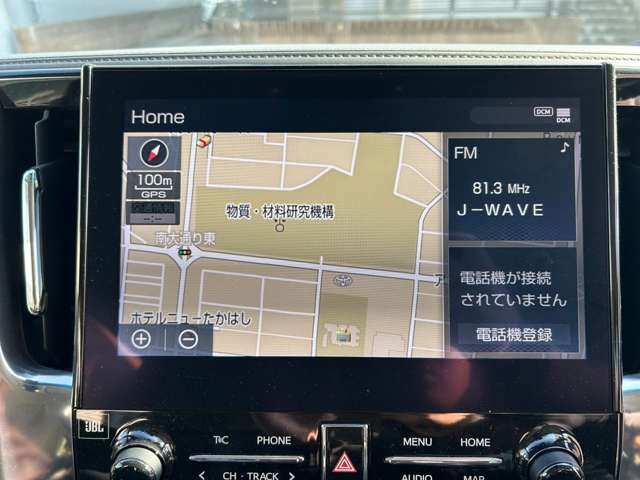 Home
DCM
DCM
100m
GPS
--:--
物質・材料研究機構
南大通り東
ア
ホテルニューたかはし
FM
81.3 MHz
J-WAVE
電話機が接続
されていません
電話機登録
JBL
T/C
PHONE
MENU
HOME
CH・TRACK
AUDIO
MAP